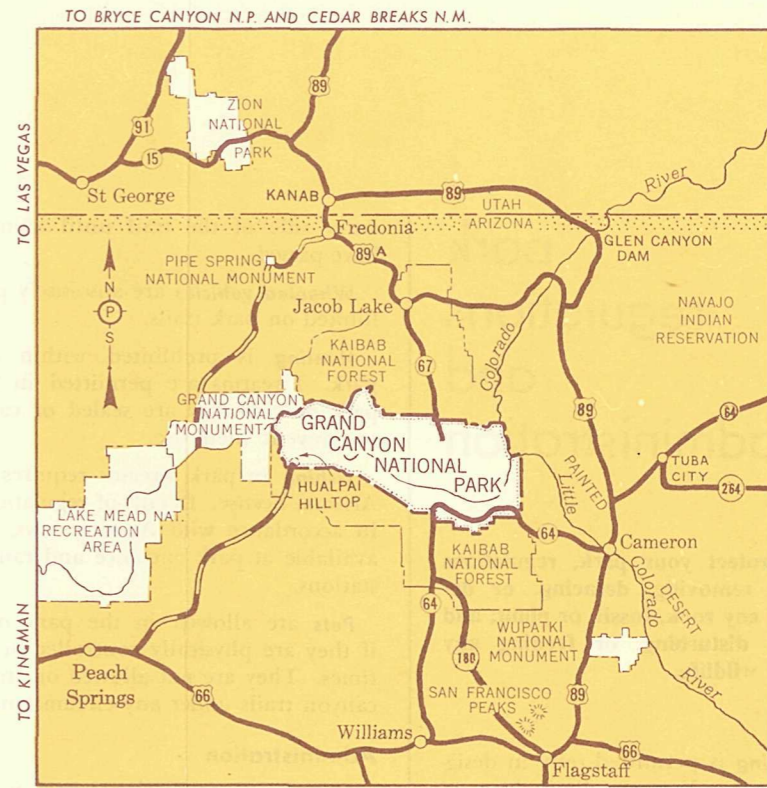 TO BRYCE CANYON N.P. AND CEDAR BREAKS N.M.
TO LAS VEGAS
TO KINGMAN
89
ZION
NATIONAL
PARK
91
15
St George
KANAB
89
UTAH
ARIZONA
River
Fredonia
89 A
GLEN CANYON
DAM
PIPE SPRING
NATIONAL MONUMENT
N
P
S
Jacob Lake
NAVAJO
INDIAN
RESERVATION
KAIBAB
NATIONAL
FOREST
67
Colorado
GRAND CANYON
NATIONAL
MONUMENT
89
64
GRAND
CANYON
NATIONAL
PARK
TUBA
CITY
264
HUALPAI
HILLTOP
PAINTED
Little
LAKE MEAD NAT.
RECREATION
AREA
64
Cameron
KAIBAB
NATIONAL
FOREST
Colorado
DESERT
64
WUPATKI
NATIONAL
MONUMENT
180
Peach
Springs
66
SAN FRANCISCO
PEAKS
89
River
Williams
66
Flagstaff